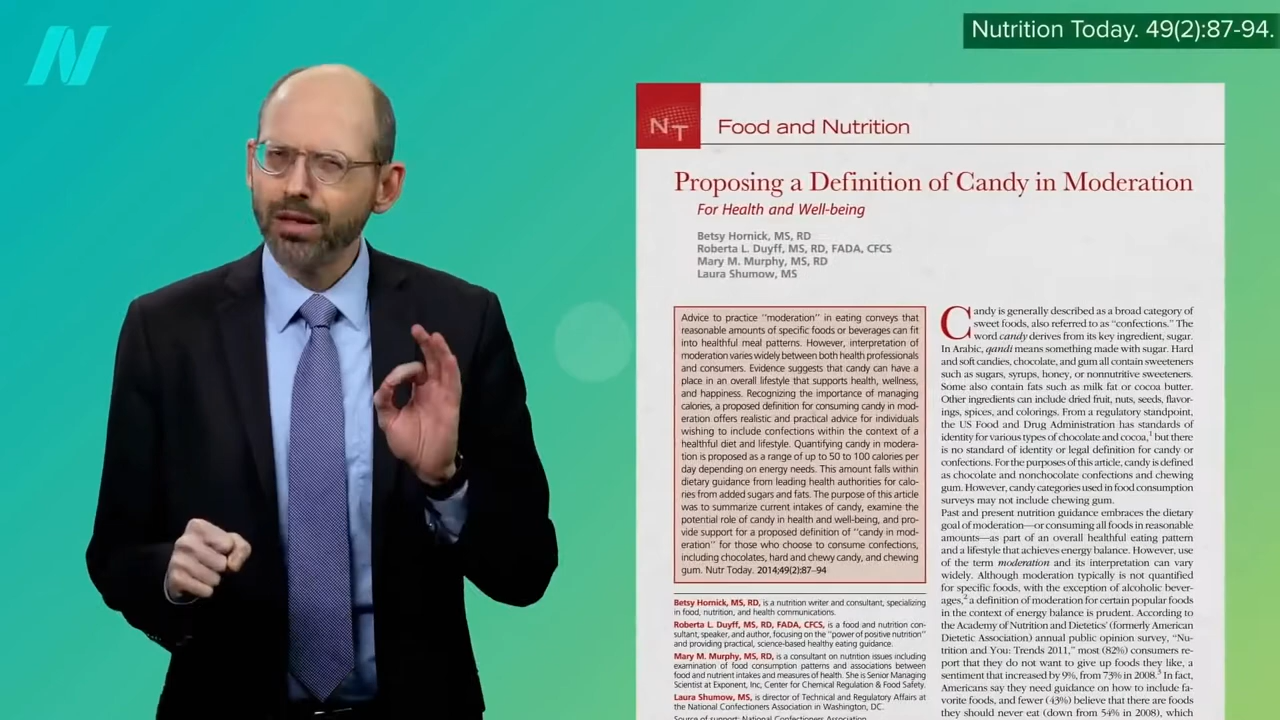 Nutrition Today. 49(2):87-94.
N
NT
Food and Nutrition
Proposing a Definition of Candy in Moderation
For Health and Well-being
Betsy Hornick, MS, RD
Roberta L. Duyff, MS, RD, FADA, CFCS
Mary M. Murphy, MS, RD
Laura Shumow, MS
Advice to practice "moderation" in eating conveys that
reasonable amounts of specific foods or beverages can fit
into healthful meal patterns. However, interpretation of
moderation varies widely between both health professionals
and consumers. Evidence suggests that candy can have a
place in an overall lifestyle that supports health, wellness,
and happiness. Recognizing the importance of managing
calories, a proposed definition for consuming candy in mod-
eration offers realistic and practical advice for individuals
wishing to include confections within the context of a
healthful diet and lifestyle. Quantifying candy in modera-
tion is proposed as a range of up to 50 to 100 calories per
day depending on energy needs. This amount falls within
dietary guidance from leading health authorities for calo-
ries from added sugars and fats. The purpose of this article
was to summarize current intakes of candy, examine the
potential role of candy in health and well-being, and pro-
vide support for a proposed definition of "candy in mod-
eration" for those who choose to consume confections,
including chocolates, hard and chewy candy, and chewing
gum. Nutr Today. 2014;49(2):87–94
Betsy Hornick, MS, RD, is a nutrition writer and consultant, specializing
in food, nutrition, and health communications.
Roberta L. Duyff, MS, RD, FADA, CFCS, is a food and nutrition con-
sultant, speaker, and author, focusing on the "power of positive nutrition"
and providing practical, science-based healthy eating guidance.
Mary M. Murphy, MS, RD, is a consultant on nutrition issues including
examination of food consumption patterns and associations between
food and nutrient intakes and measures of health. She is Senior Managing
Scientist at Exponent, Inc, Center for Chemical Regulation & Food Safety.
Laura Shumow, MS, is director of Technical and Regulatory Affairs at
the National Confectioners Association in Washington, DC.
Source of support: National Confectioners Association
Candy is generally described as a broad category of
sweet foods, also referred to as "confections." The
word candy derives from its key ingredient, sugar.
In Arabic, qandi means something made with sugar. Hard
and soft candies, chocolate, and gum all contain sweeteners
such as sugars, syrups, honey, or nonnutritive sweeteners.
Some also contain fats such as milk fat or cocoa butter.
Other ingredients can include dried fruit, nuts, seeds, flavor-
ings, spices, and colorings. From a regulatory standpoint,
the US Food and Drug Administration has standards of
identity for various types of chocolate and cocoa,1 but there
is no standard of identity or legal definition for candy or
confections. For the purposes of this article, candy is defined
as chocolate and nonchocolate confections and chewing
gum. However, candy categories used in food consumption
surveys may not include chewing gum.
Past and present nutrition guidance embraces the dietary
goal of moderation—or consuming all foods in reasonable
amounts—as part of an overall healthful eating pattern
and a lifestyle that achieves energy balance. However, use
of the term moderation and its interpretation can vary
widely. Although moderation typically is not quantified
for specific foods, with the exception of alcoholic bever-
ages,2 a definition of moderation for certain popular foods
in the context of energy balance is prudent. According to
the Academy of Nutrition and Dietetics' (formerly American
Dietetic Association) annual public opinion survey, "Nu-
trition and You: Trends 2011," most (82%) consumers re-
port that they do not want to give up foods they like, a
sentiment that increased by 9%, from 73% in 2008.3 In fact,
Americans say they need guidance on how to include fa-
vorite foods, and fewer (43%) believe that there are foods
they should never eat (down from 54% in 2008), which